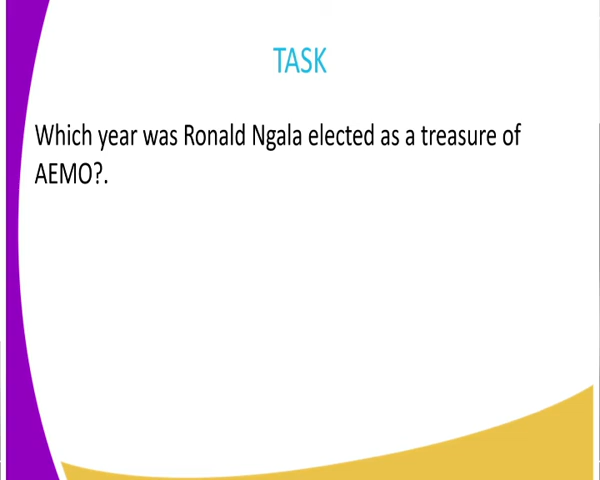 TASK
Which year was Ronald Ngala elected as a treasure of
AEMO?.